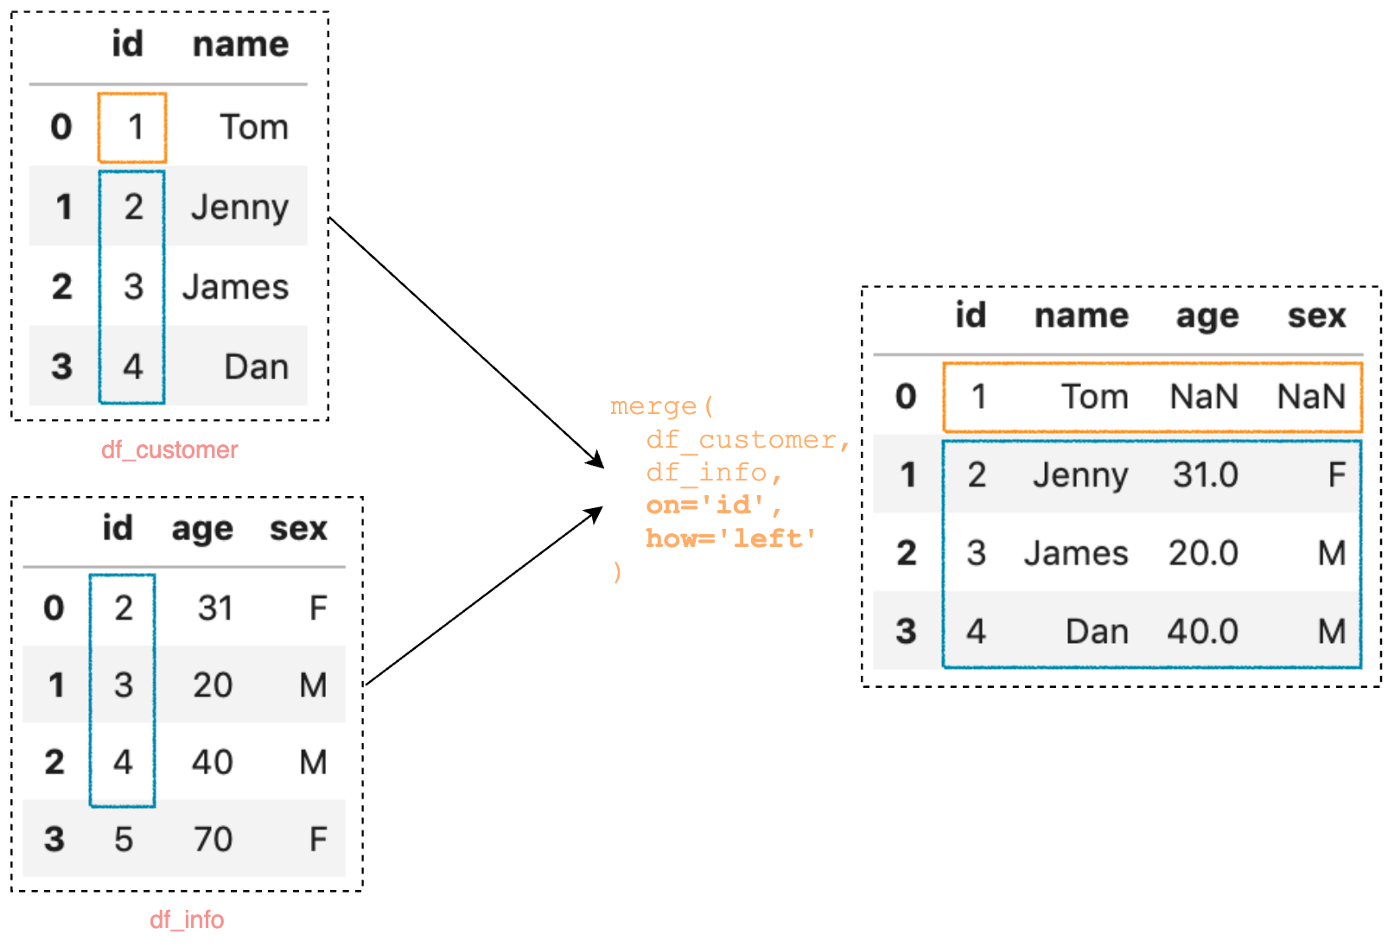 id name
0 1 Tom
1 2 Jenny
2 3 James
3 4 Dan
df_customer
id age sex
0 2 31 F
1 3 20 M
2 4 40 M
3 5 70 F
df_info
merge(
df_customer,
df_info,
on='id',
how='left'
)
id name age sex
0 1 Tom NaN NaN
1 2 Jenny 31.0 F
2 3 James 20.0 M
3 4 Dan 40.0 M